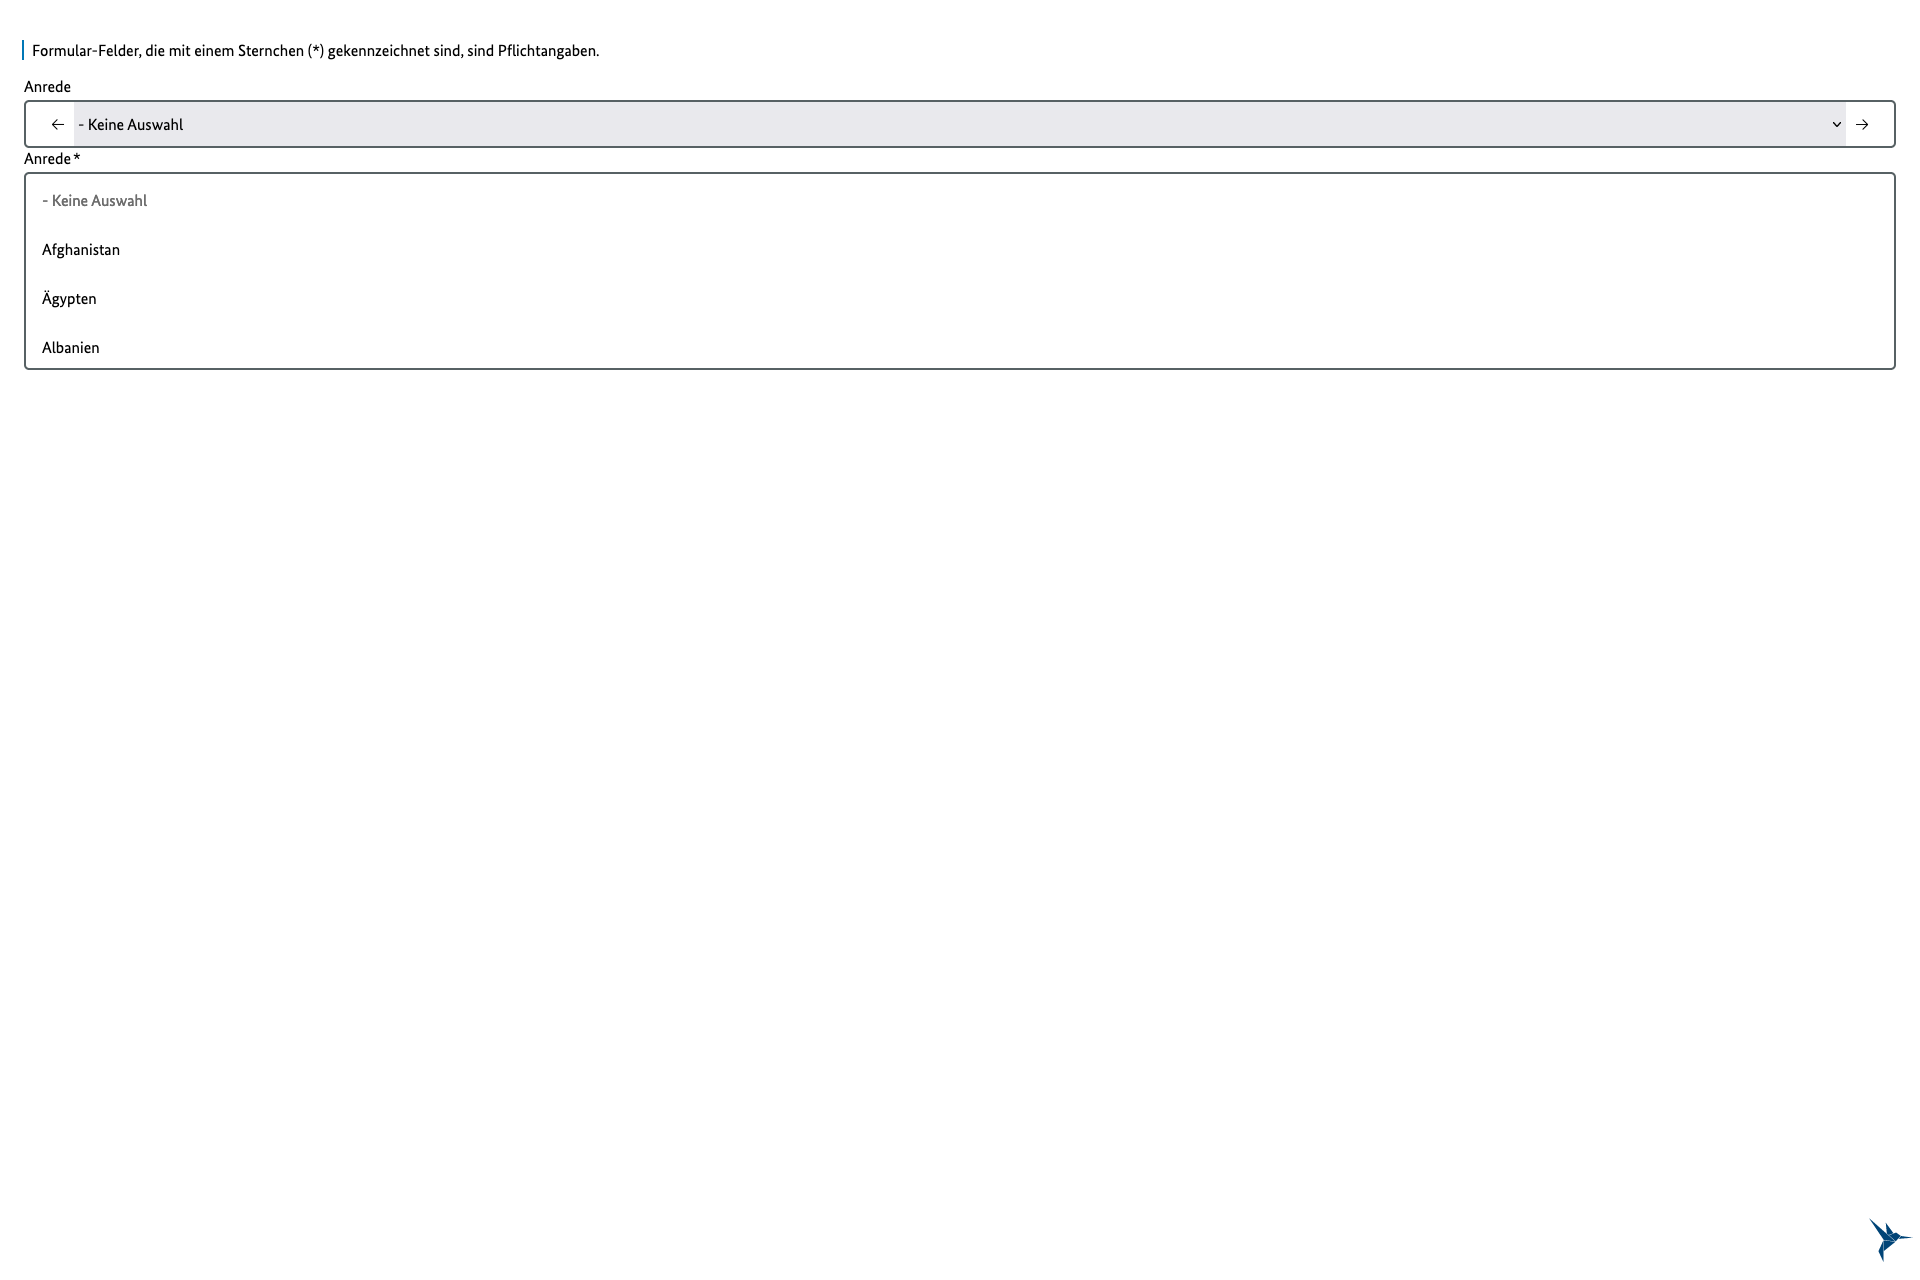 Formular-Felder, die mit einem Sternchen (*) gekennzeichnet sind, sind Pflichtangaben.
Anrede
- Keine Auswahl
Anrede*
- Keine Auswahl
Afghanistan
Ägypten
Albanien